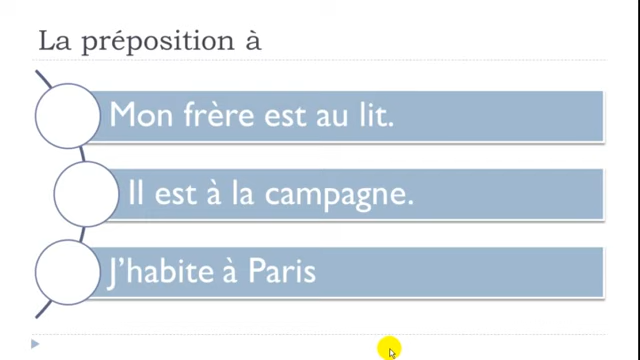 La préposition à
Mon frère est au lit.
Il est à la campagne.
J'habite à Paris